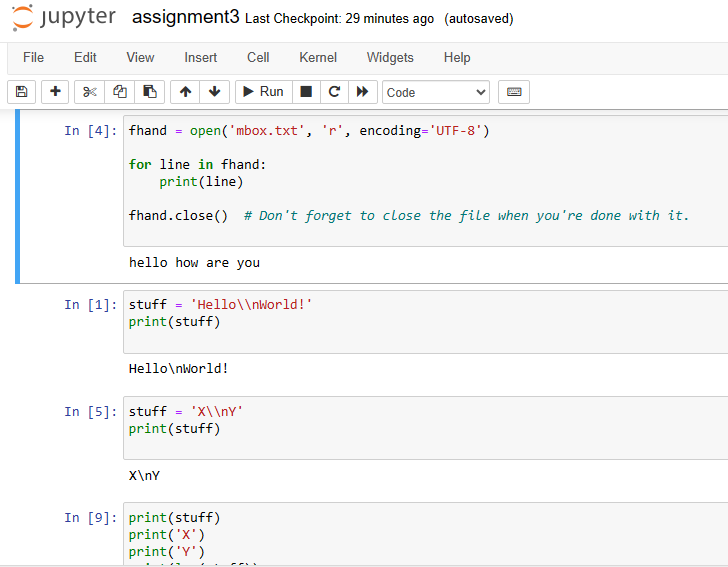 jupyter assignment3 Last Checkpoint: 29 minutes ago (autosaved)
File Edit View Insert Cell Kernel Widgets Help
Run Code
In [4]: fhand = open('mbox.txt', 'r', encoding='UTF-8')
for line in fhand:
    print(line)
fhand.close()  # Don't forget to close the file when you're done with it.
hello how are you
In [1]: stuff = 'Hello\\nWorld!'
print(stuff)
Hello\nWorld!
In [5]: stuff = 'X\\nY'
print(stuff)
X\nY
In [9]: print(stuff)
print('X')
print('Y')